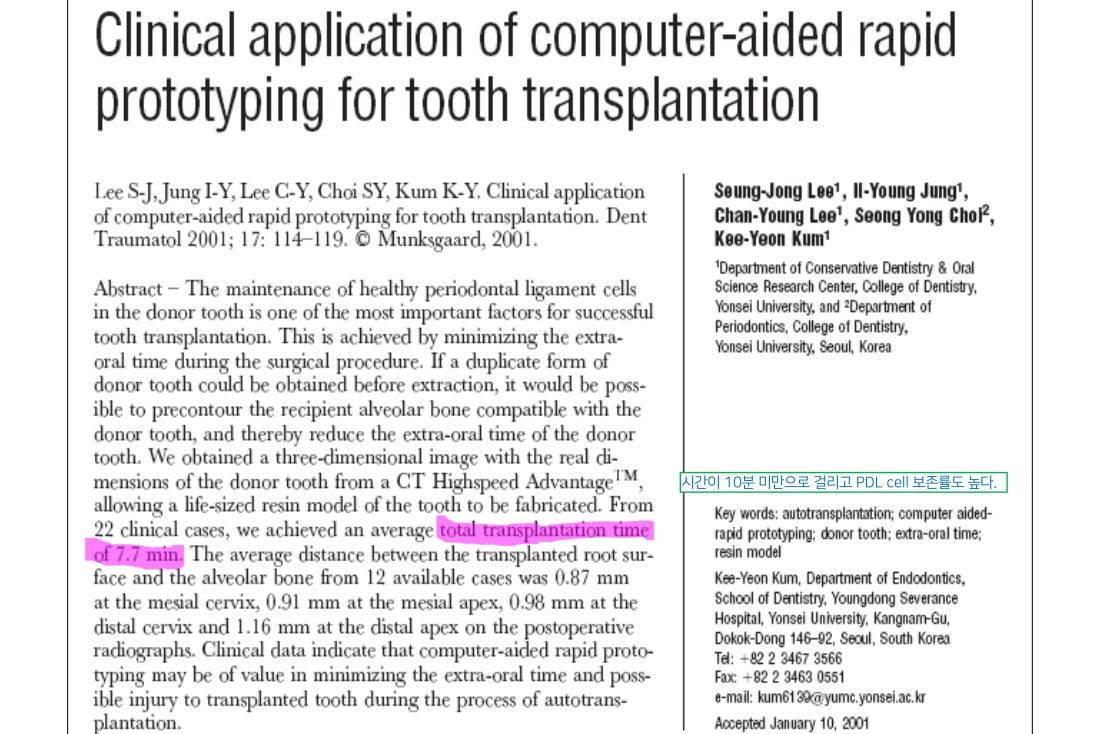 Clinical application of computer-aided rapid
prototyping for tooth transplantation
Lee S-J, Jung I-Y, Lee C-Y, Choi SY, Kum K-Y. Clinical application
of computer-aided rapid prototyping for tooth transplantation. Dent
Traumatol 2001; 17: 114–119. © Munksgaard, 2001.
Abstract – The maintenance of healthy periodontal ligament cells
in the donor tooth is one of the most important factors for successful
tooth transplantation. This is achieved by minimizing the extra-
oral time during the surgical procedure. If a duplicate form of
donor tooth could be obtained before extraction, it would be poss-
ible to precontour the recipient alveolar bone compatible with the
donor tooth, and thereby reduce the extra-oral time of the donor
tooth. We obtained a three-dimensional image with the real di-
mensions of the donor tooth from a CT Highspeed Advantage™,
allowing a life-sized resin model of the tooth to be fabricated. From
22 clinical cases, we achieved an average total transplantation time
of 7.7 min. The average distance between the transplanted root sur-
face and the alveolar bone from 12 available cases was 0.87 mm
at the mesial cervix, 0.91 mm at the mesial apex, 0.98 mm at the
distal cervix and 1.16 mm at the distal apex on the postoperative
radiographs. Clinical data indicate that computer-aided rapid proto-
typing may be of value in minimizing the extra-oral time and poss-
ible injury to transplanted tooth during the process of autotrans-
plantation.
Seung-Jong Lee¹, Il-Young Jung¹,
Chan-Young Lee¹, Seong Yong Choi²,
Kee-Yeon Kum¹
¹Department of Conservative Dentistry & Oral
Science Research Center, College of Dentistry,
Yonsei University, and ²Department of
Periodontics, College of Dentistry,
Yonsei University, Seoul, Korea
시간이 10분 미만으로 걸리고 PDL cell 보존률도 높다.
Key words: autotransplantation; computer aided-
rapid prototyping; donor tooth; extra-oral time;
resin model
Kee-Yeon Kum, Department of Endodontics,
School of Dentistry, Youngdong Severance
Hospital, Yonsei University, Kangnam-Gu,
Dokok-Dong 146–92, Seoul, South Korea
Tel: +82 2 3467 3566
Fax: +82 2 3463 0551
e-mail: kum6139@yumc.yonsei.ac.kr
Accepted January 10, 2001